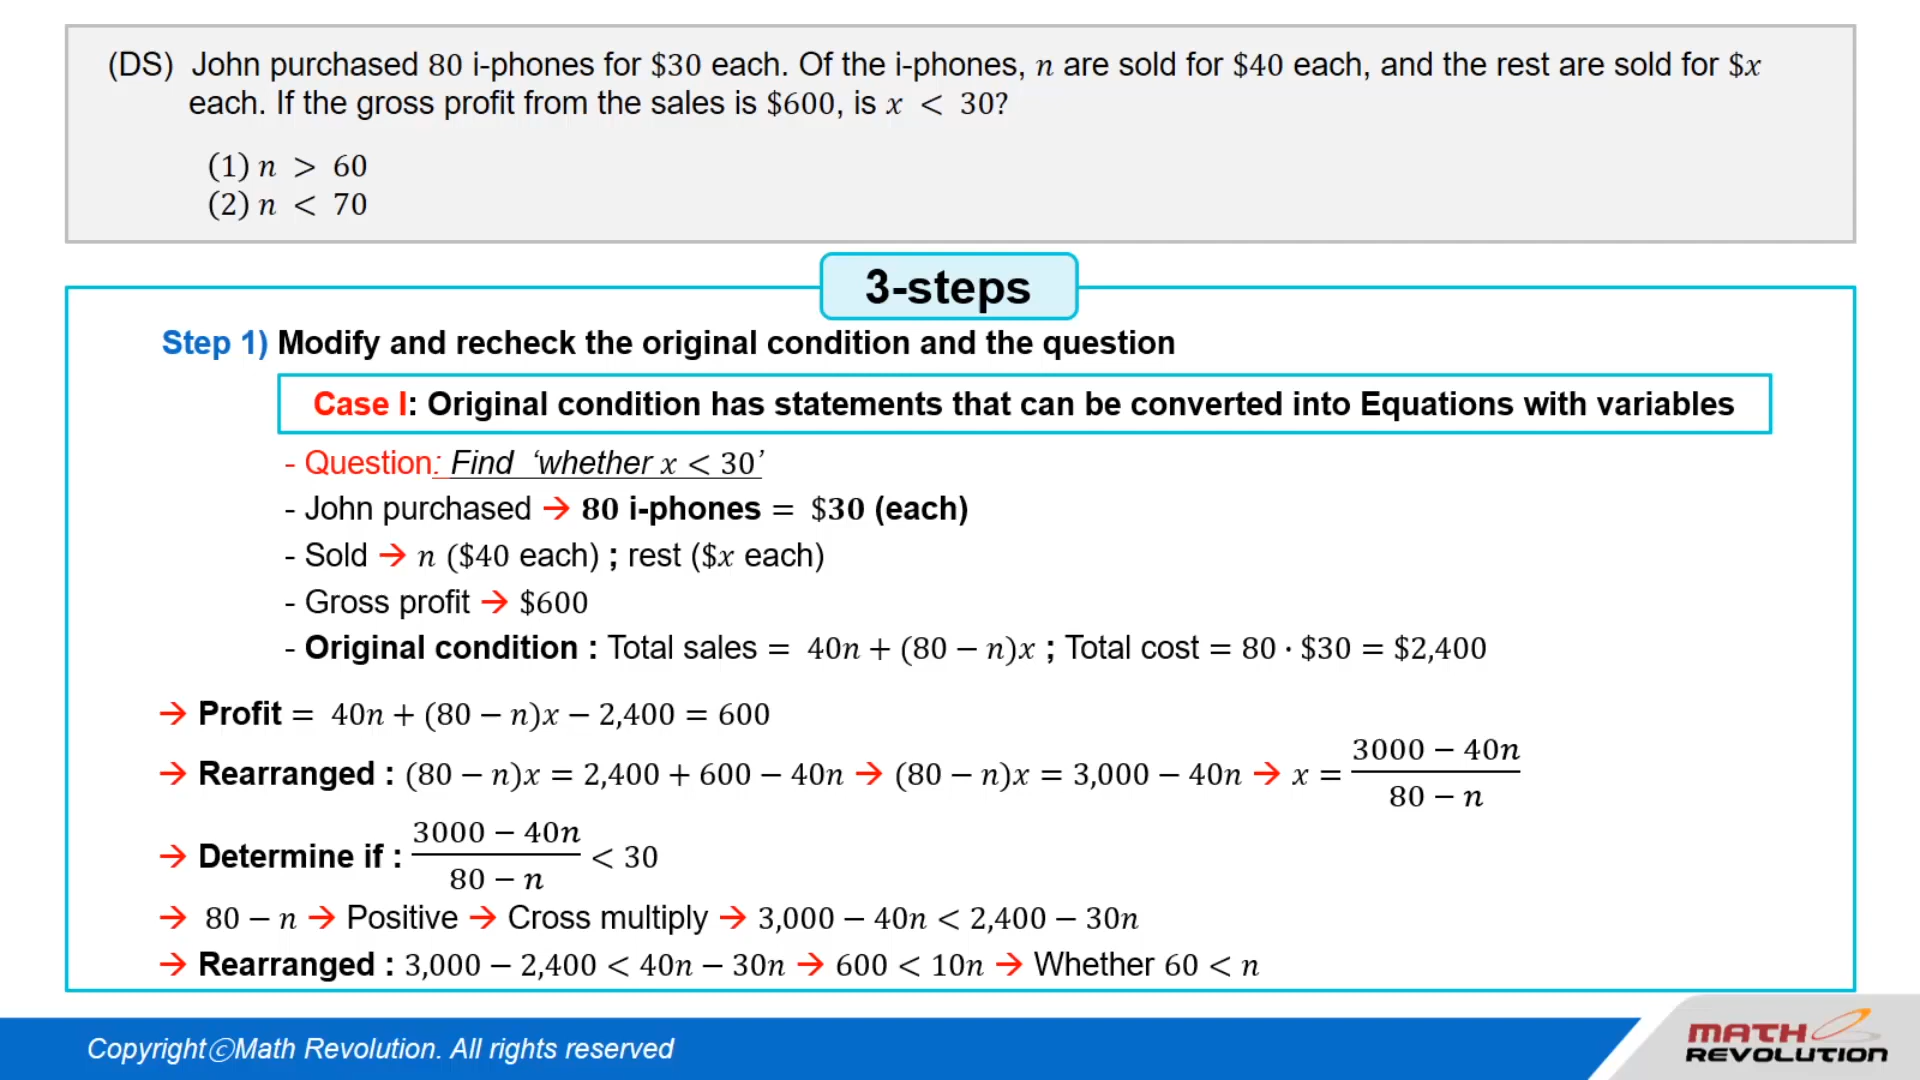 (DS) John purchased 80 i-phones for $30 each. Of the i-phones, n are sold for $40 each, and the rest are sold for $x
each. If the gross profit from the sales is $600, is x < 30?
(1) n > 60
(2) n < 70
3-steps
Step 1) Modify and recheck the original condition and the question
Case I: Original condition has statements that can be converted into Equations with variables
- Question: Find ‘whether x < 30’
- John purchased → 80 i-phones = $30 (each)
- Sold → n ($40 each) ; rest ($x each)
- Gross profit → $600
- Original condition : Total sales = 40n + (80 − n)x ; Total cost = 80 · $30 = $2,400
→ Profit = 40n + (80 − n)x − 2,400 = 600
→ Rearranged : (80 − n)x = 2,400 + 600 − 40n → (80 − n)x = 3,000 − 40n → x = (3000 − 40n)/(80 − n)
→ Determine if : (3000 − 40n)/(80 − n) < 30
→ 80 − n → Positive → Cross multiply → 3,000 − 40n < 2,400 − 30n
→ Rearranged : 3,000 − 2,400 < 40n − 30n → 600 < 10n → Whether 60 < n
CopyrightⓒMath Revolution. All rights reserved
MATH
REVOLUTION